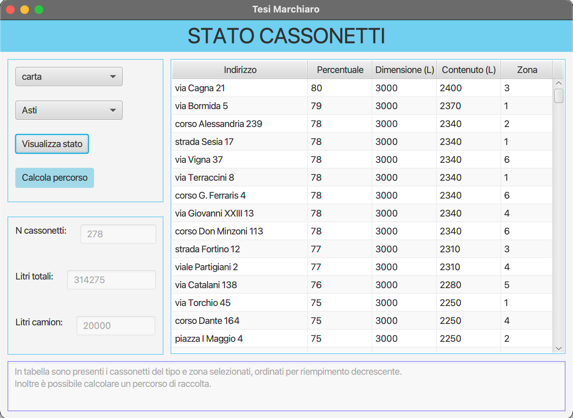 Tesi Marchiaro
STATO CASSONETTI
carta
Asti
Visualizza stato
Calcola percorso
N cassonetti: 278
Litri totali: 314275
Litri camion: 20000
Indirizzo Percentuale Dimensione (L) Contenuto (L) Zona
via Cagna 21 80 3000 2400 3
via Bormida 5 79 3000 2370 1
corso Alessandria 239 78 3000 2340 2
strada Sesia 17 78 3000 2340 1
via Vigna 37 78 3000 2340 6
via Terraccini 8 78 3000 2340 1
corso G. Ferraris 4 78 3000 2340 6
via Giovanni XXIII 13 78 3000 2340 4
corso Don Minzoni 113 78 3000 2340 6
strada Fortino 12 77 3000 2310 3
viale Partigiani 2 77 3000 2310 4
via Catalani 138 76 3000 2280 5
via Torchio 45 75 3000 2250 1
corso Dante 164 75 3000 2250 4
piazza I Maggio 4 75 3000 2250 2
In tabella sono presenti i cassonetti del tipo e zona selezionati, ordinati per riempimento decrescente.
Inoltre è possibile calcolare un percorso di raccolta.